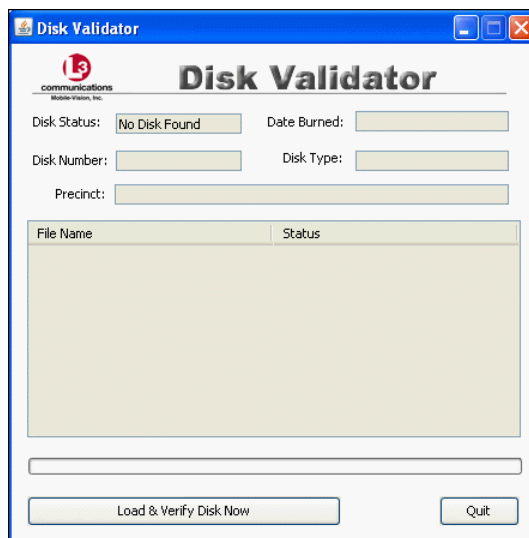 Disk Validator
L3
communications
Mobile-Vision, Inc.
Disk Validator
Disk Status: No Disk Found Date Burned:
Disk Number: Disk Type:
Precinct:
File Name Status
Load & Verify Disk Now Quit